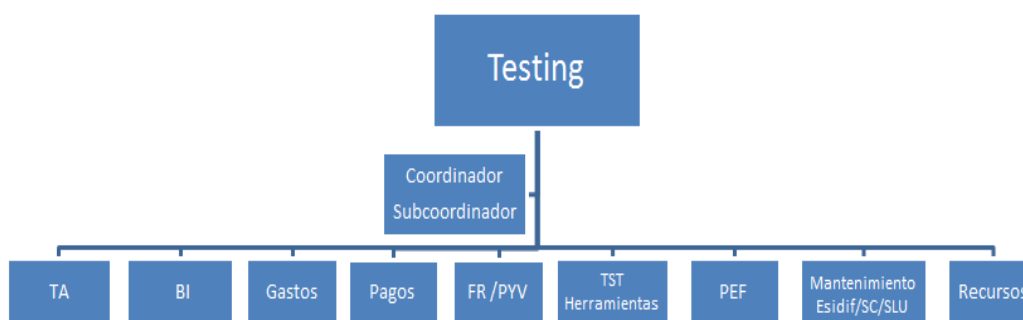 Testing
Coordinador
Subcoordinador
TA
BI
Gastos
Pagos
FR /PYV
TST
Herramientas
PEF
Mantenimiento
Esidif/SC/SLU
Recursos